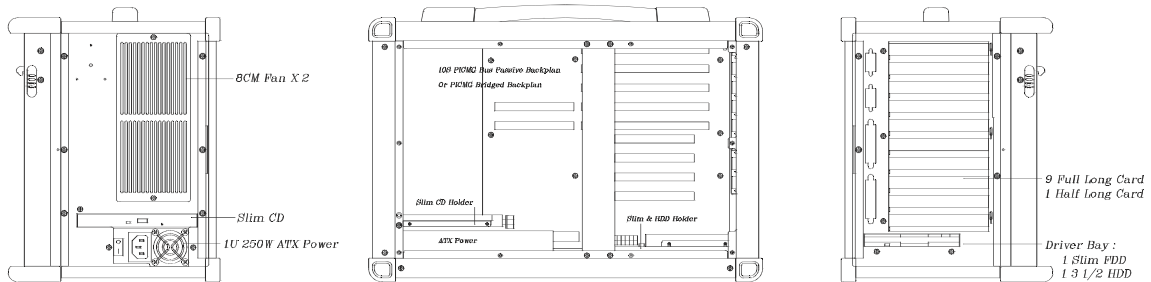 8CM Fan X 2
Slim CD
1U 250W ATX Power
10S PICMG Bus Passive Backplan
Or PICMG Bridged Backplan
Slim CD Holder
Slim & HDD Holder
ATX Power
9 Full Long Card
1 Half Long Card
Driver Bay :
1 Slim FDD
1 3 1/2 HDD